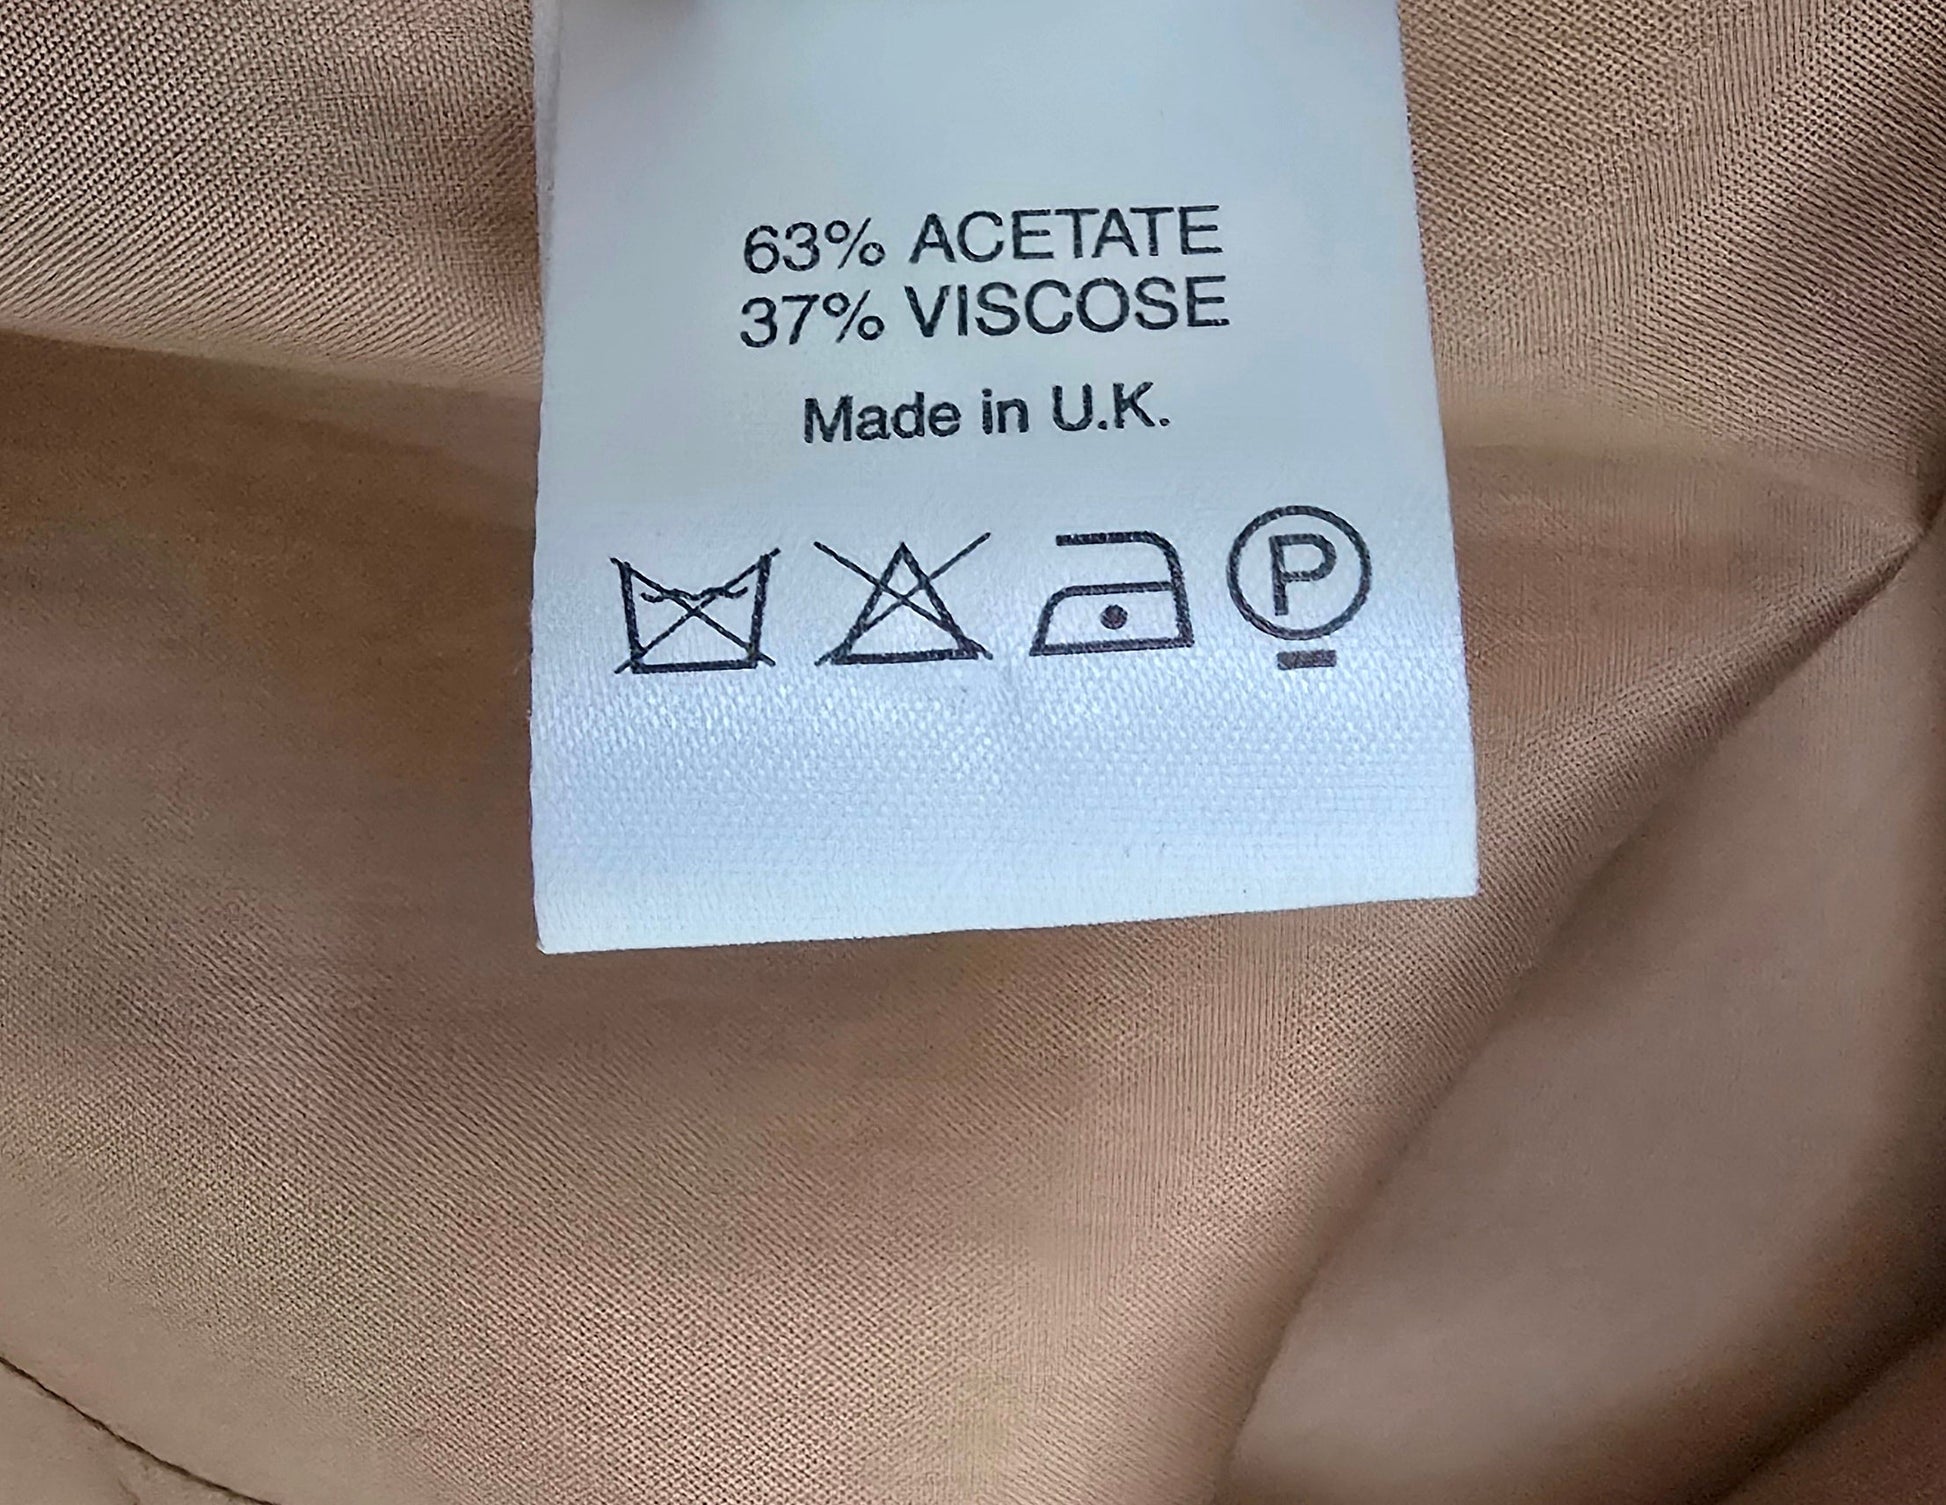 63% ACETATE
37% VISCOSE
Made in U.K.
P